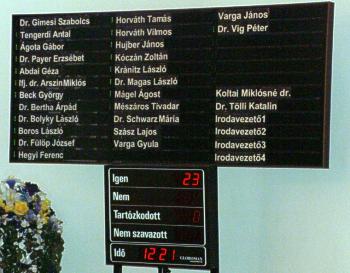 Dr. Gimesi Szabolcs
Tengerdi Antal
Ágota Gábor
Dr. Payer Erzsébet
Abdai Géza
Ifj. dr. ArszinMiklós
Beck György
Dr. Bertha Árpád
Dr. Bolyky László
Boros László
Dr. Fülöp József
Hegyi Ferenc
Horváth Tamás
Horváth Vilmos
Hujber János
Kóczán Zoltán
Kránitz László
Dr. Magas László
Mágel Ágost
Mészáros Tivadar
Dr. Schwarz Mária
Szász Lajos
Varga Gyula
Varga János
Dr. Vig Péter
Koltai Miklósné dr.
Dr. Tölli Katalin
Irodavezető1
Irodavezető2
Irodavezető3
Irodavezető4
Igen 23
Nem
Tartózkodott 0
Nem szavazott
Idő 12 21 GLOBOMAX